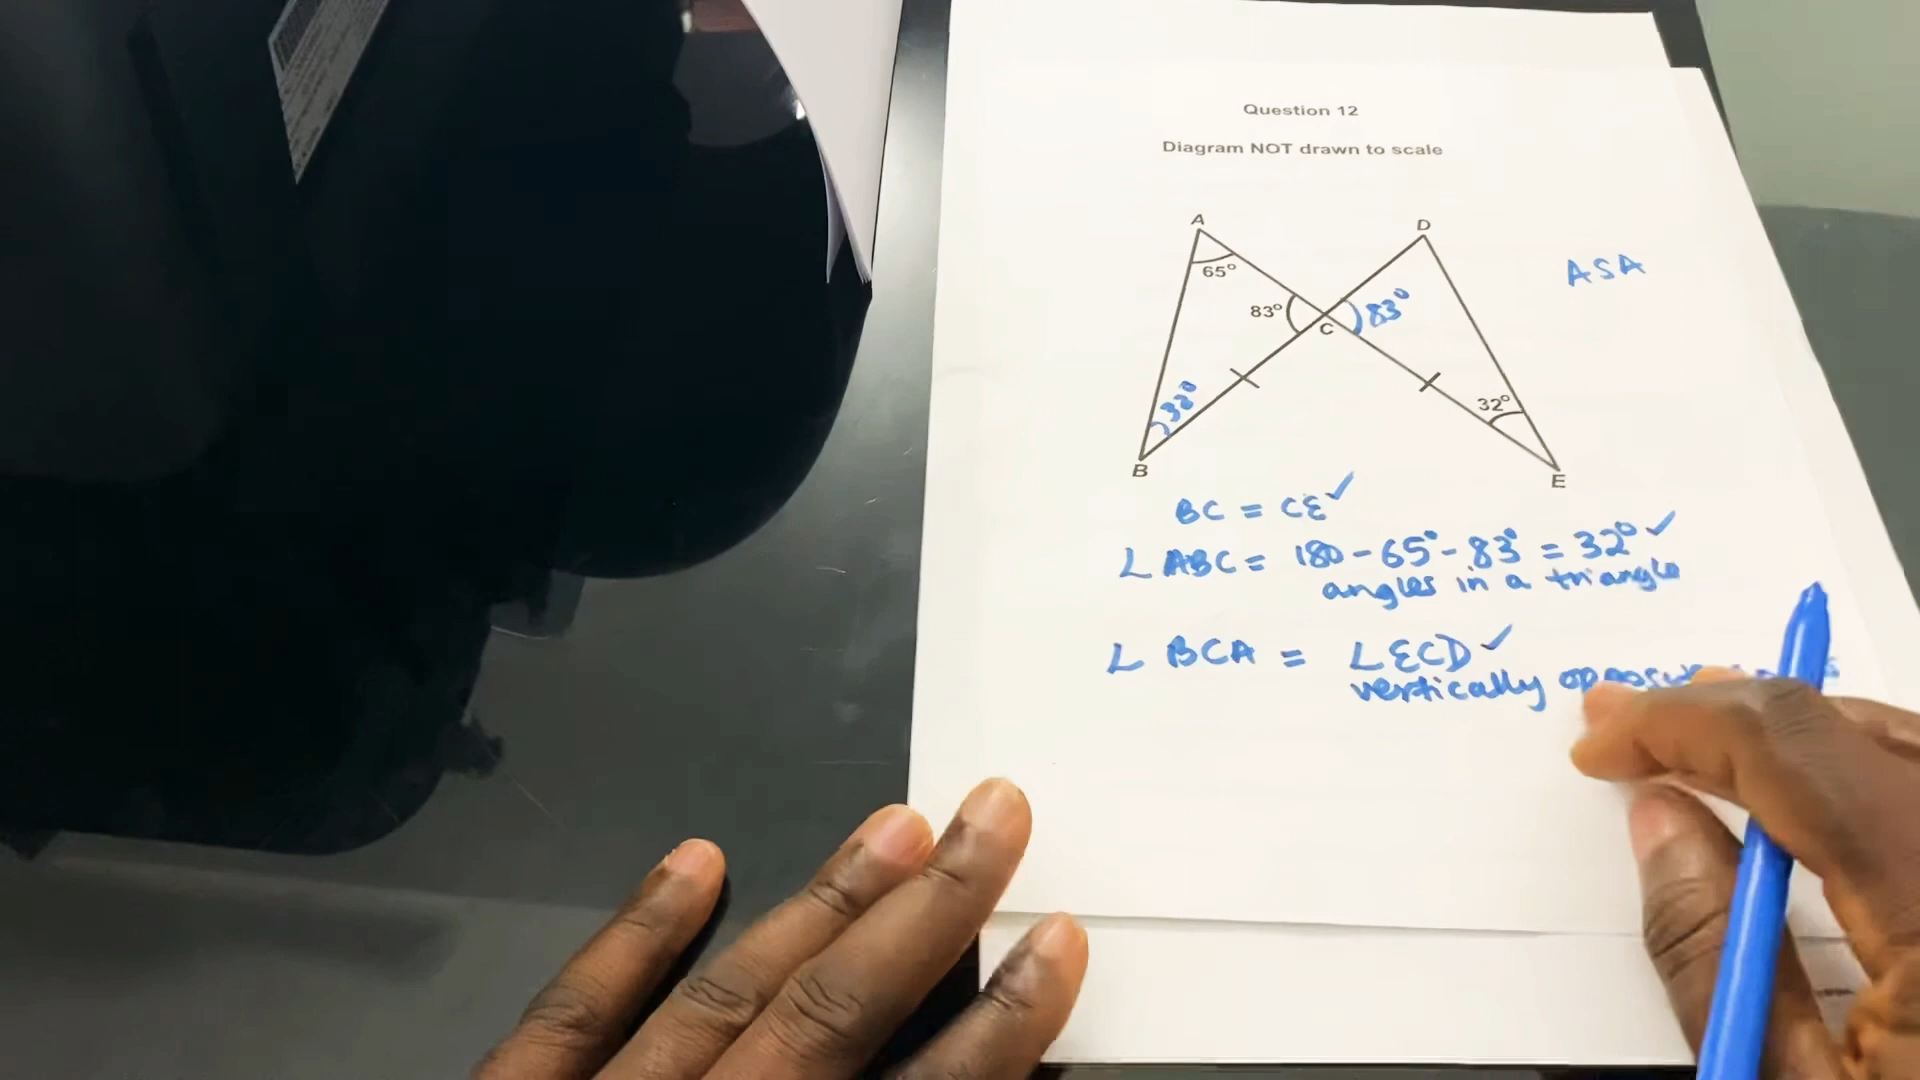 Question 12
Diagram NOT drawn to scale
A
D
65°
ASA
83°
83°
C
32°
32°
B
E
BC = CE ✓
∠ ABC = 180 - 65° - 83° = 32° ✓
angles in a triangle
∠ BCA = ∠ECD ✓
vertically